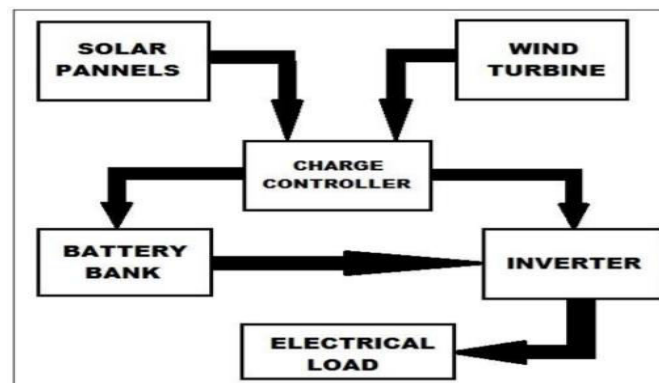 SOLAR
PANNELS
WIND
TURBINE
CHARGE
CONTROLLER
BATTERY
BANK
INVERTER
ELECTRICAL
LOAD